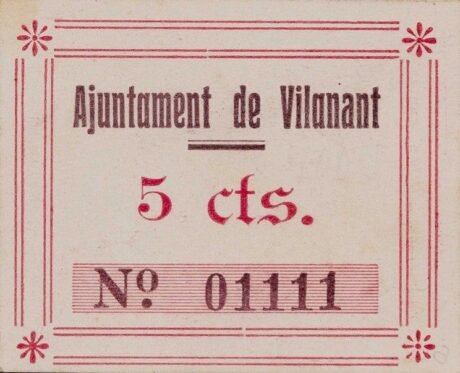 Ajuntament de Vilanant
5 cts.
Nº 01111